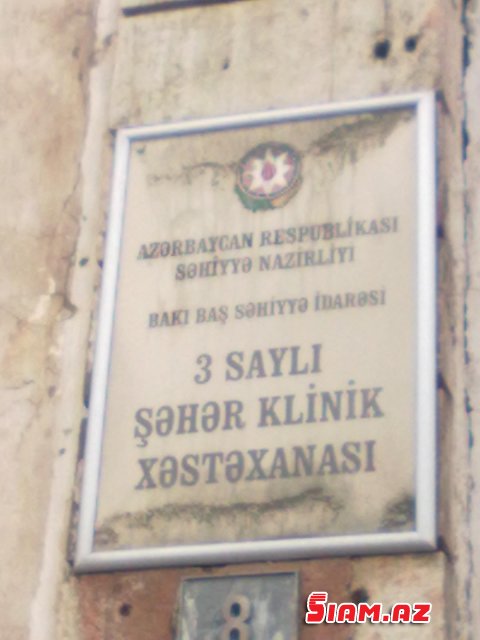 AZƏRBAYCAN RESPUBLİKASI
SƏHİYYƏ NAZİRLİYİ
BAKI BAŞ SƏHİYYƏ İDARƏSİ
3 SAYLI
ŞƏHƏR KLİNİK
XƏSTƏXANASI
8
SIAM.AZ